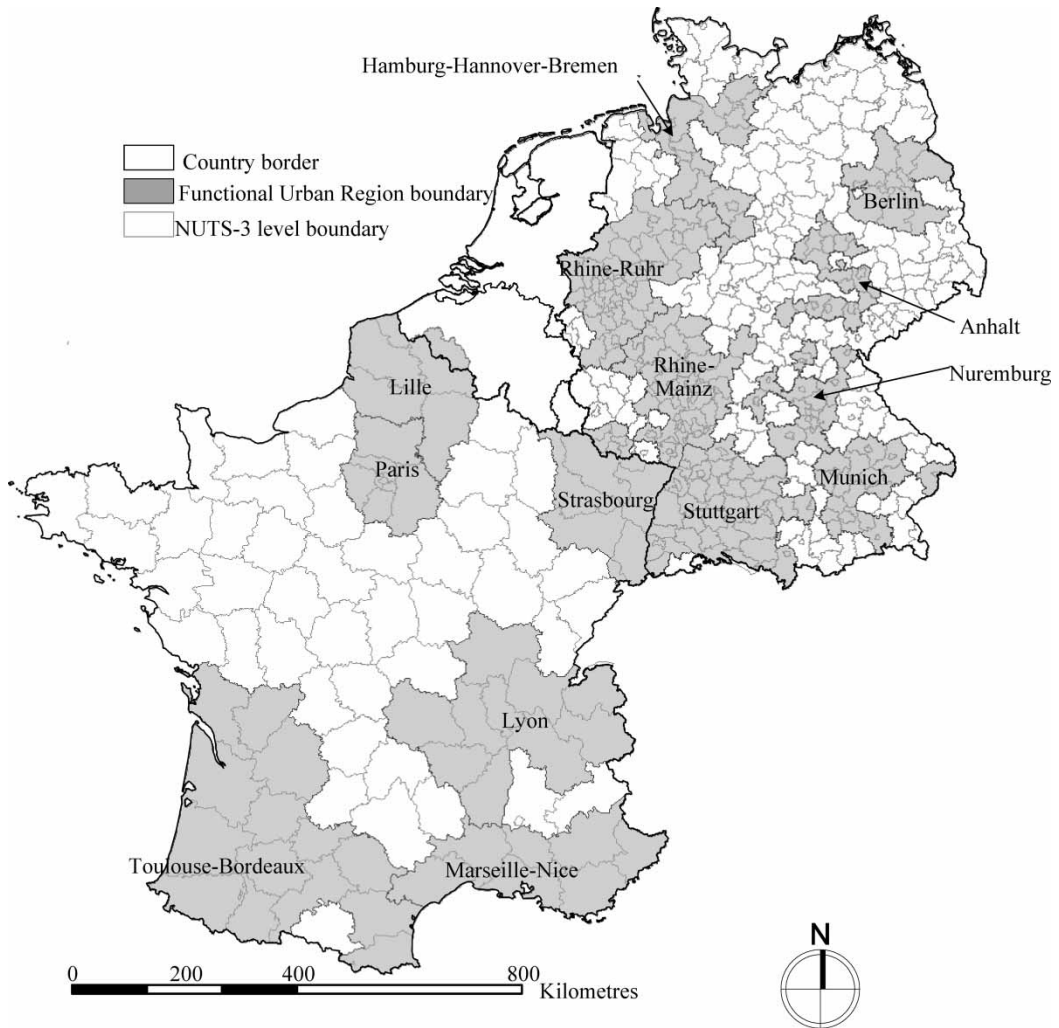 Hamburg-Hannover-Bremen
Country border
Functional Urban Region boundary
NUTS-3 level boundary
Berlin
Rhine-Ruhr
Anhalt
Rhine-
Mainz
Nuremburg
Lille
Paris
Strasbourg
Stuttgart
Munich
Lyon
Toulouse-Bordeaux
Marseille-Nice
N
0 200 400 800
Kilometres